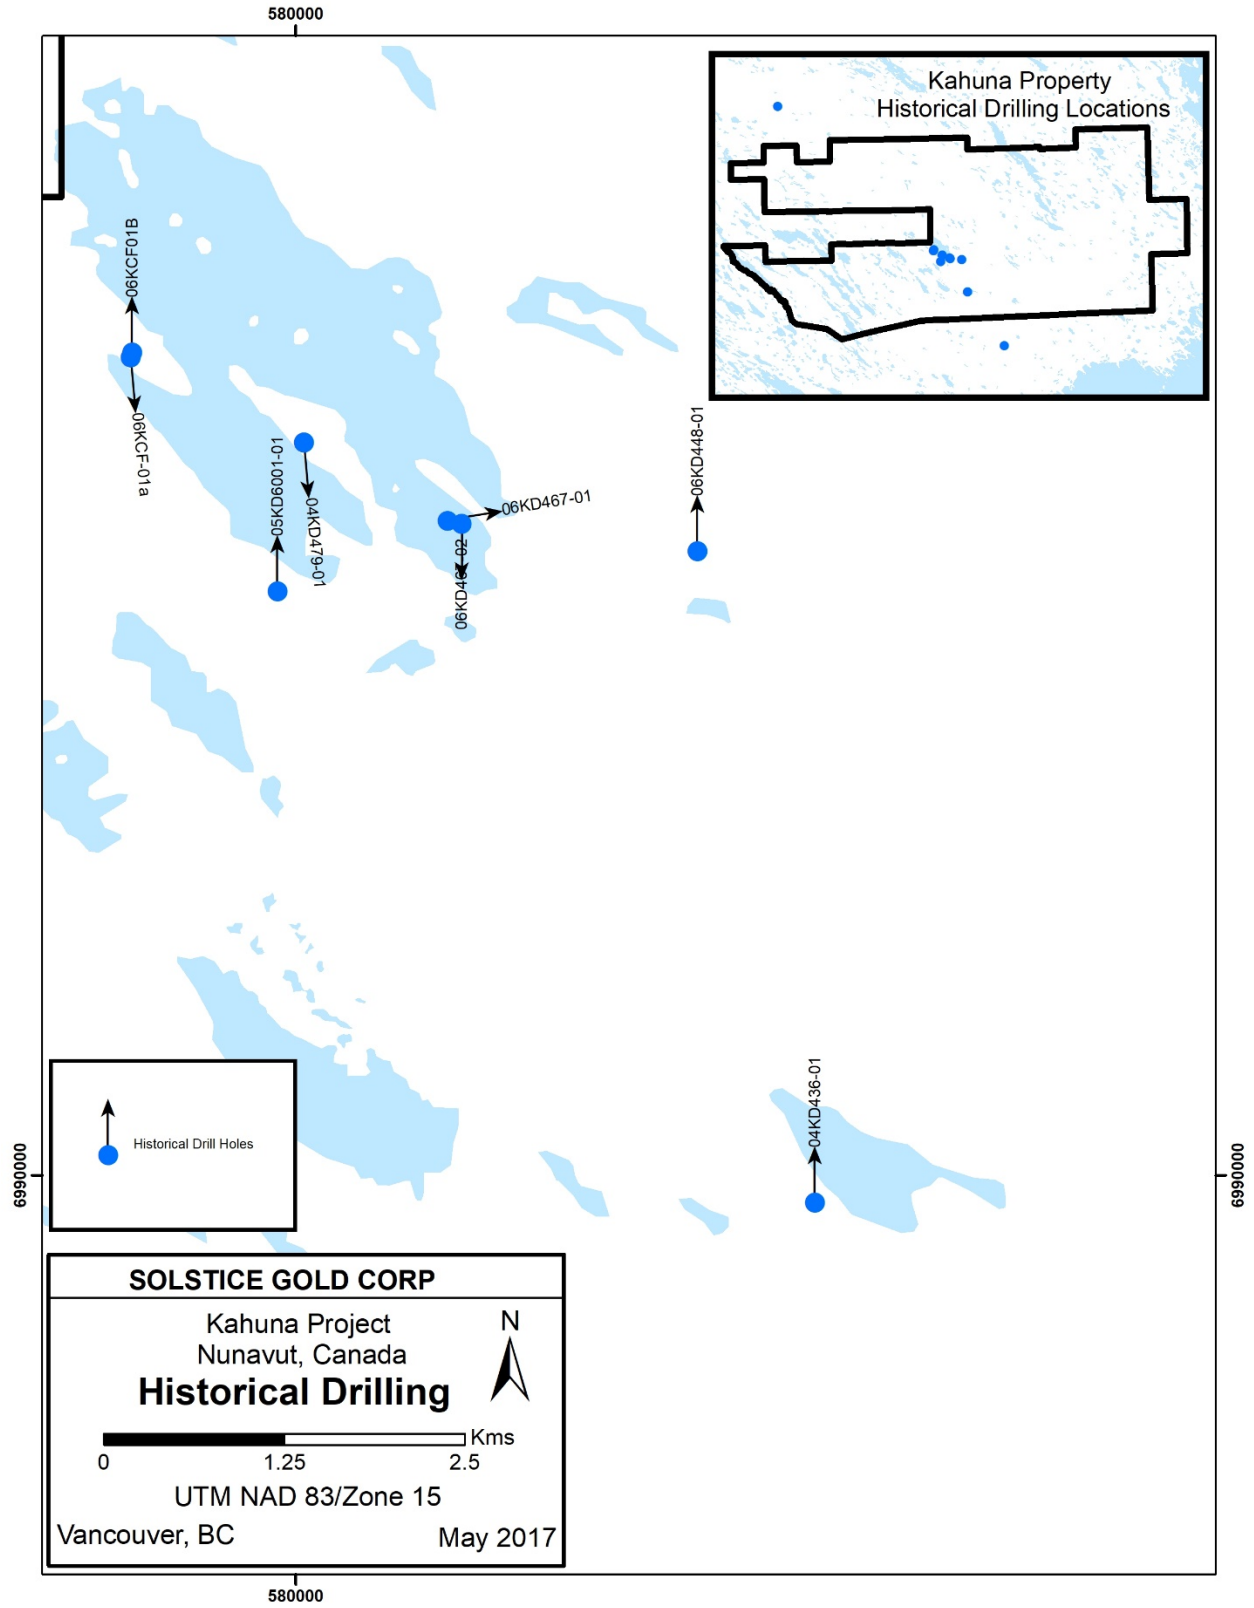 580000
Kahuna Property
Historical Drilling Locations
06KCF01B
06KCF-01a
05KD6001-01
04KD479-01
06KD467-01
06KD467-02
06KD448-01
04KD436-01
6990000
6990000
Historical Drill Holes
SOLSTICE GOLD CORP
Kahuna Project
Nunavut, Canada
N
Historical Drilling
Kms
0 1.25 2.5
UTM NAD 83/Zone 15
Vancouver, BC May 2017
580000